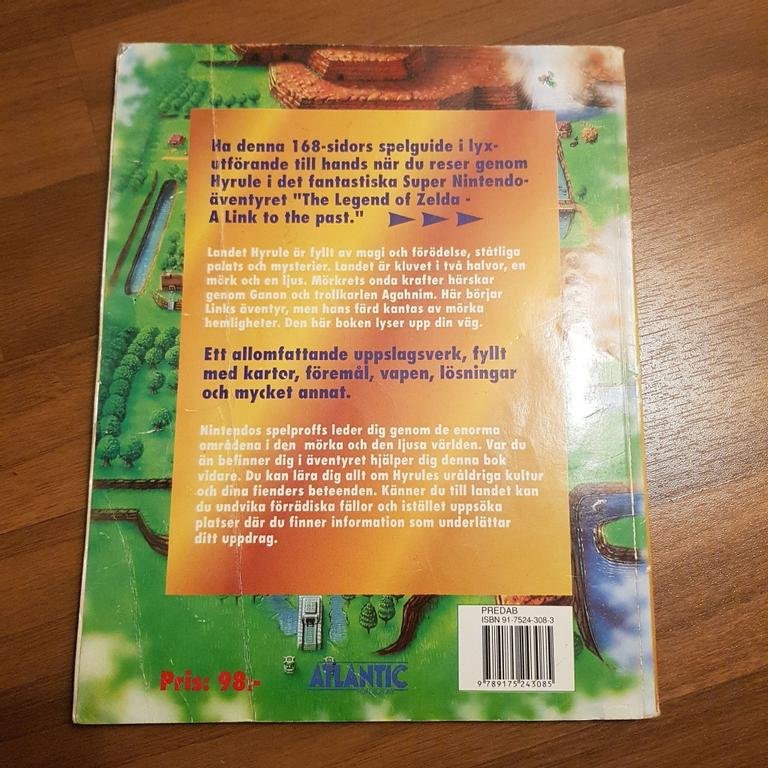 Ha denna 168-sidors spelguide i lyx-
utförande till hands när du reser genom
Hyrule i det fantastiska Super Nintendo-
äventyret "The Legend of Zelda -
A Link to the past."
Landet Hyrule är fyllt av magi och förödelse, ståtliga
palats och mysterier. Landet är kluvet i två halvor, en
mörk och en ljus. Mörkrets onda krafter härskar
genom Ganon och trollkarlen Agahnim. Här börjar
Links äventyr, men hans färd kantas av mörka
hemligheter. Den här boken lyser upp din väg.
Ett allomfattande uppslagsverk, fyllt
med kartor, föremål, vapen, lösningar
och mycket annat.
Nintendos spelproffs leder dig genom de enorma
områdena i den mörka och den ljusa världen. Var du
än befinner dig i äventyret hjälper dig denna bok
vidare. Du kan lära dig allt om Hyrules uråldriga kultur
och dina fienders beteenden. Känner du till landet kan
du undvika förrädiska fällor och istället uppsöka
platser där du finner information som underlättar
ditt uppdrag.
PREDAB
ISBN 91-7524-308-3
9 789175 243085
Pris: 98:-
ATLANTIC